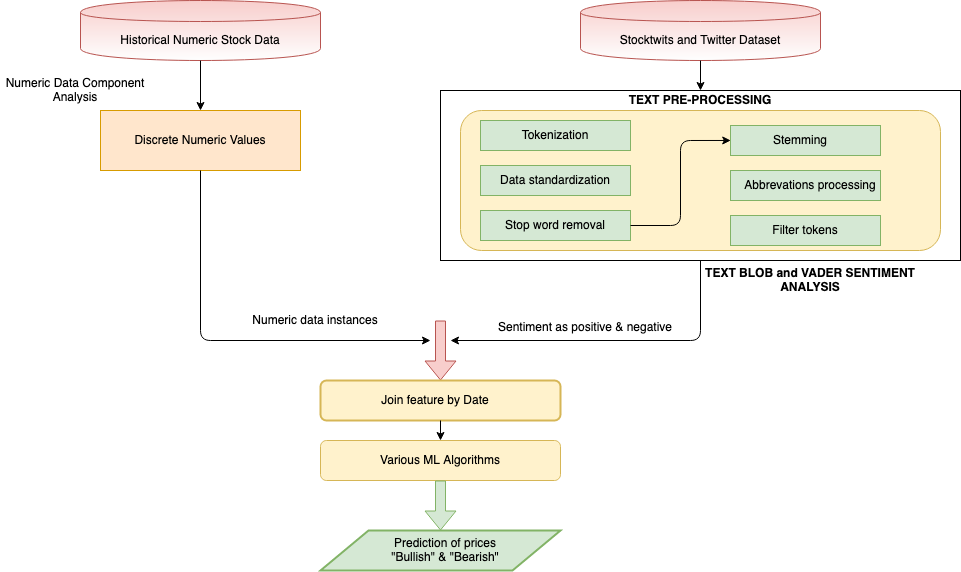 Historical Numeric Stock Data
Stocktwits and Twitter Dataset
Numeric Data Component
Analysis
Discrete Numeric Values
TEXT PRE-PROCESSING
Tokenization
Data standardization
Stop word removal
Stemming
Abbrevations processing
Filter tokens
TEXT BLOB and VADER SENTIMENT
ANALYSIS
Numeric data instances
Sentiment as positive & negative
Join feature by Date
Various ML Algorithms
Prediction of prices
"Bullish" & "Bearish"